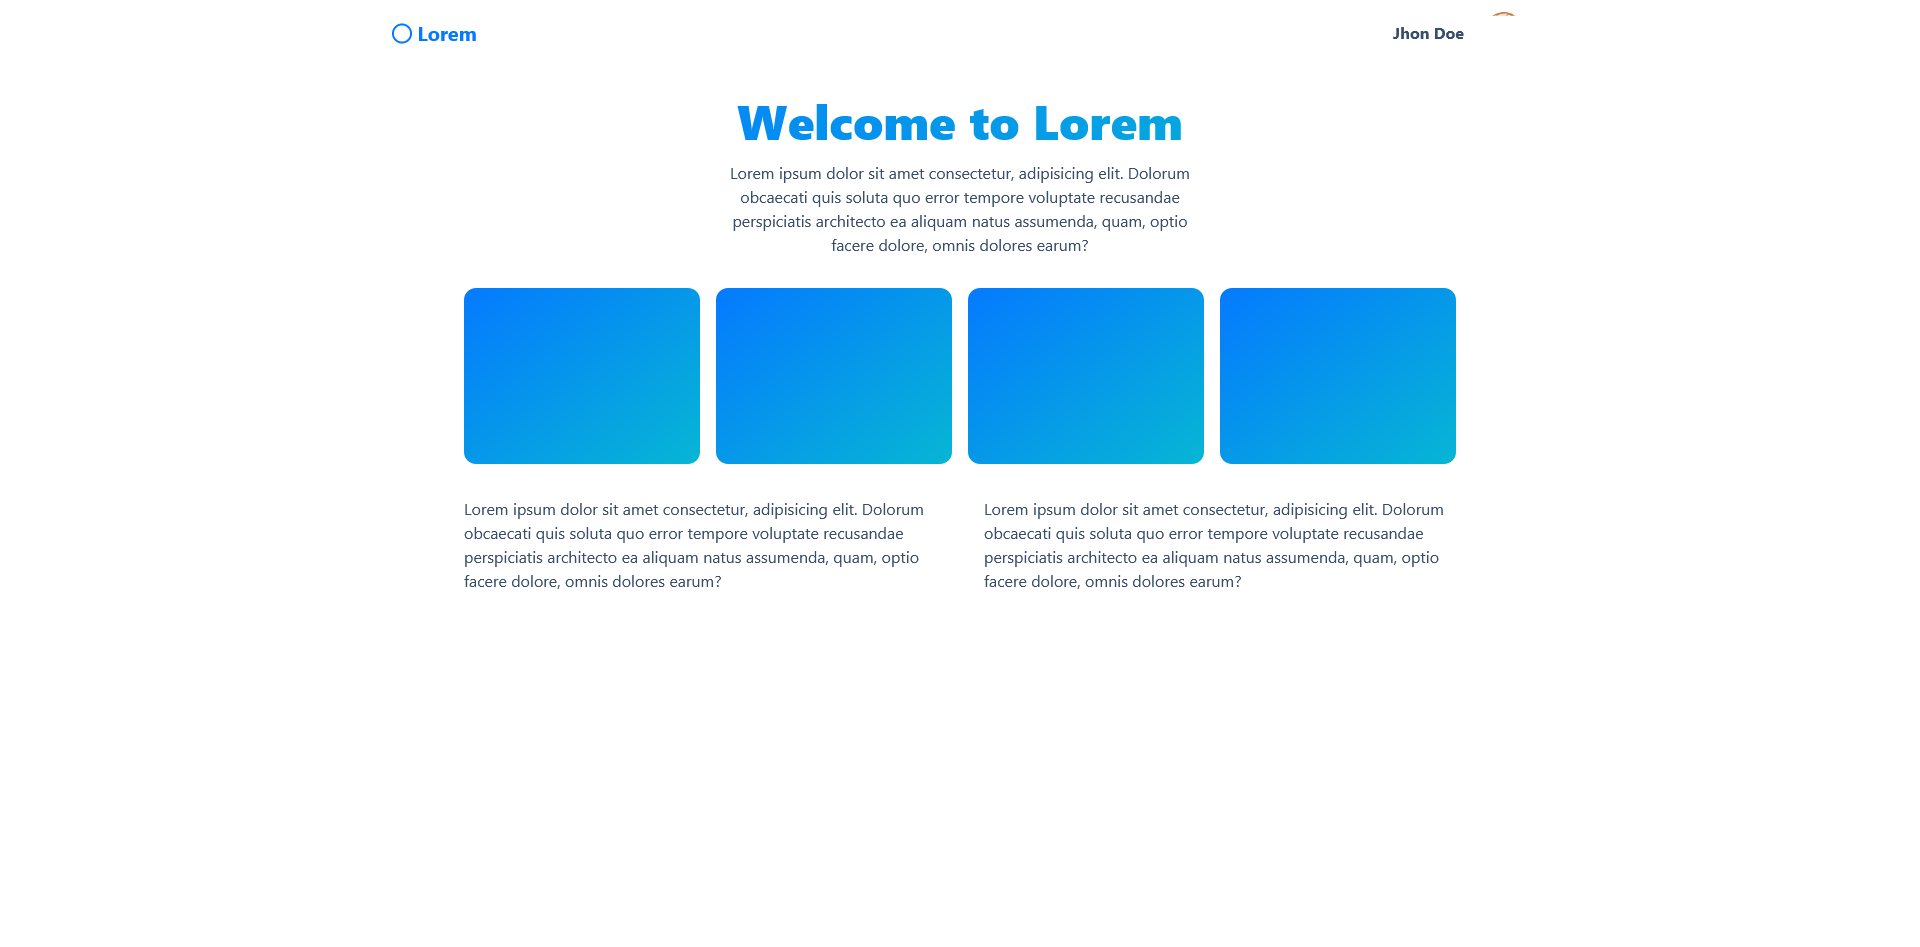 Lorem
Jhon Doe
Welcome to Lorem
Lorem ipsum dolor sit amet consectetur, adipisicing elit. Dolorum
obcaecati quis soluta quo error tempore voluptate recusandae
perspiciatis architecto ea aliquam natus assumenda, quam, optio
facere dolore, omnis dolores earum?
Lorem ipsum dolor sit amet consectetur, adipisicing elit. Dolorum
obcaecati quis soluta quo error tempore voluptate recusandae
perspiciatis architecto ea aliquam natus assumenda, quam, optio
facere dolore, omnis dolores earum?
Lorem ipsum dolor sit amet consectetur, adipisicing elit. Dolorum
obcaecati quis soluta quo error tempore voluptate recusandae
perspiciatis architecto ea aliquam natus assumenda, quam, optio
facere dolore, omnis dolores earum?